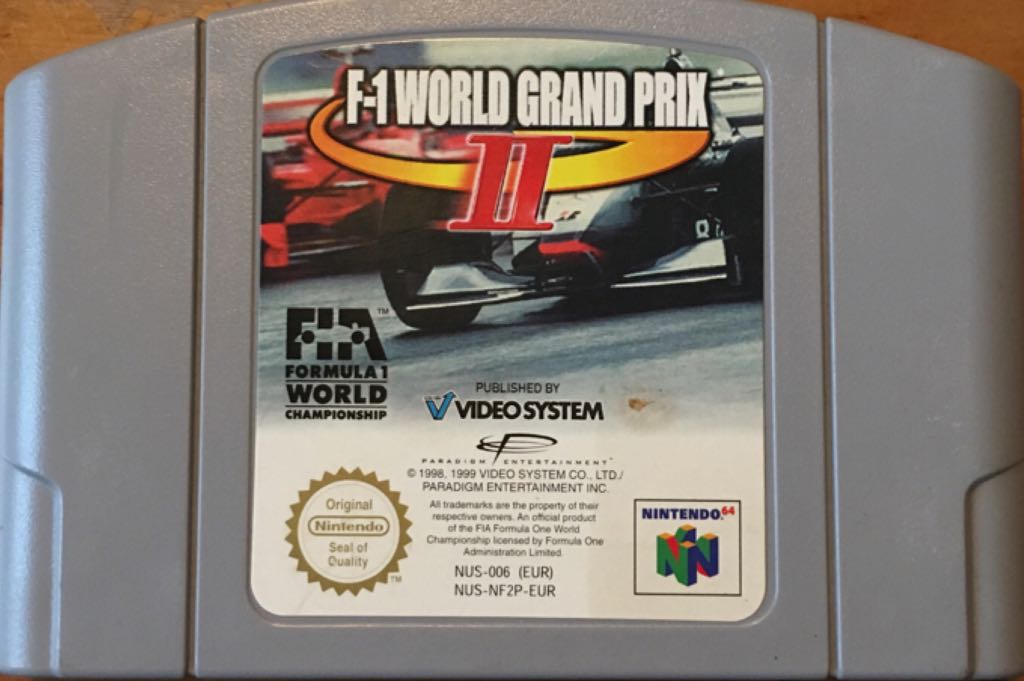 F-1 WORLD GRAND PRIX
II
FIA™
FORMULA 1
WORLD
CHAMPIONSHIP
PUBLISHED BY
VIDEO SYSTEM
PARADIGM ENTERTAINMENT™
© 1998, 1999 VIDEO SYSTEM CO., LTD./
PARADIGM ENTERTAINMENT INC.
All trademarks are the property of their
respective owners. An official product
of the FIA Formula One World
Championship licensed by Formula One
Administration Limited.
NUS-006 (EUR)
NUS-NF2P-EUR
Original
Nintendo
Seal of
Quality
TM
NINTENDO64